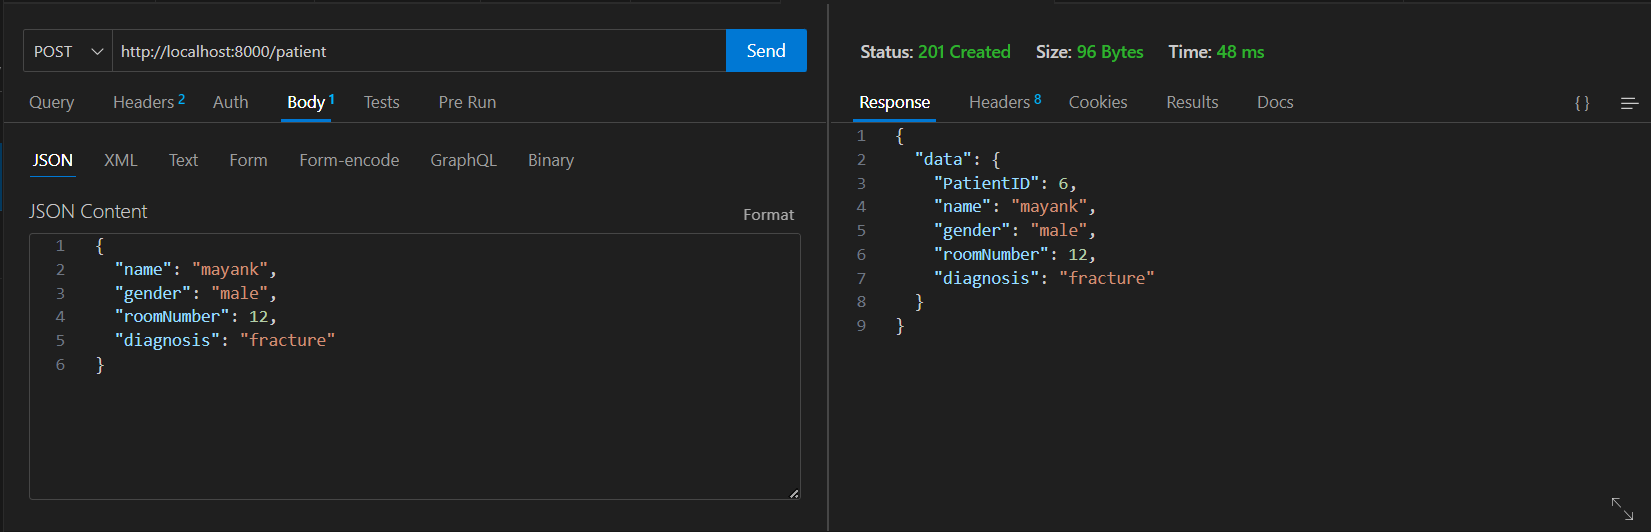 POST http://localhost:8000/patient Send
Query Headers 2 Auth Body 1 Tests Pre Run
JSON XML Text Form Form-encode GraphQL Binary
JSON Content
Format
1 {
2 "name": "mayank",
3 "gender": "male",
4 "roomNumber": 12,
5 "diagnosis": "fracture"
6 }
Status: 201 Created Size: 96 Bytes Time: 48 ms
Response Headers 8 Cookies Results Docs { }
1 {
2 "data": {
3 "PatientID": 6,
4 "name": "mayank",
5 "gender": "male",
6 "roomNumber": 12,
7 "diagnosis": "fracture"
8 }
9 }